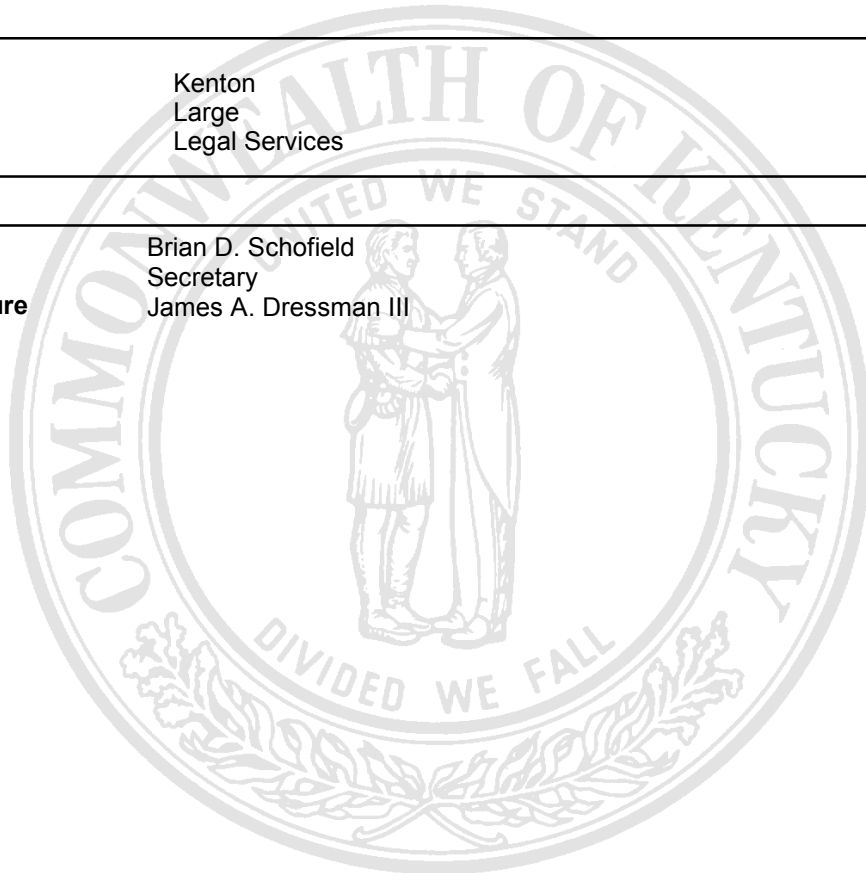 Kenton
Large
Legal Services
Brian D. Schofield
Secretary
ure James A. Dressman III
COMMONWEALTH OF KENTUCKY
UNITED WE STAND
DIVIDED WE FALL